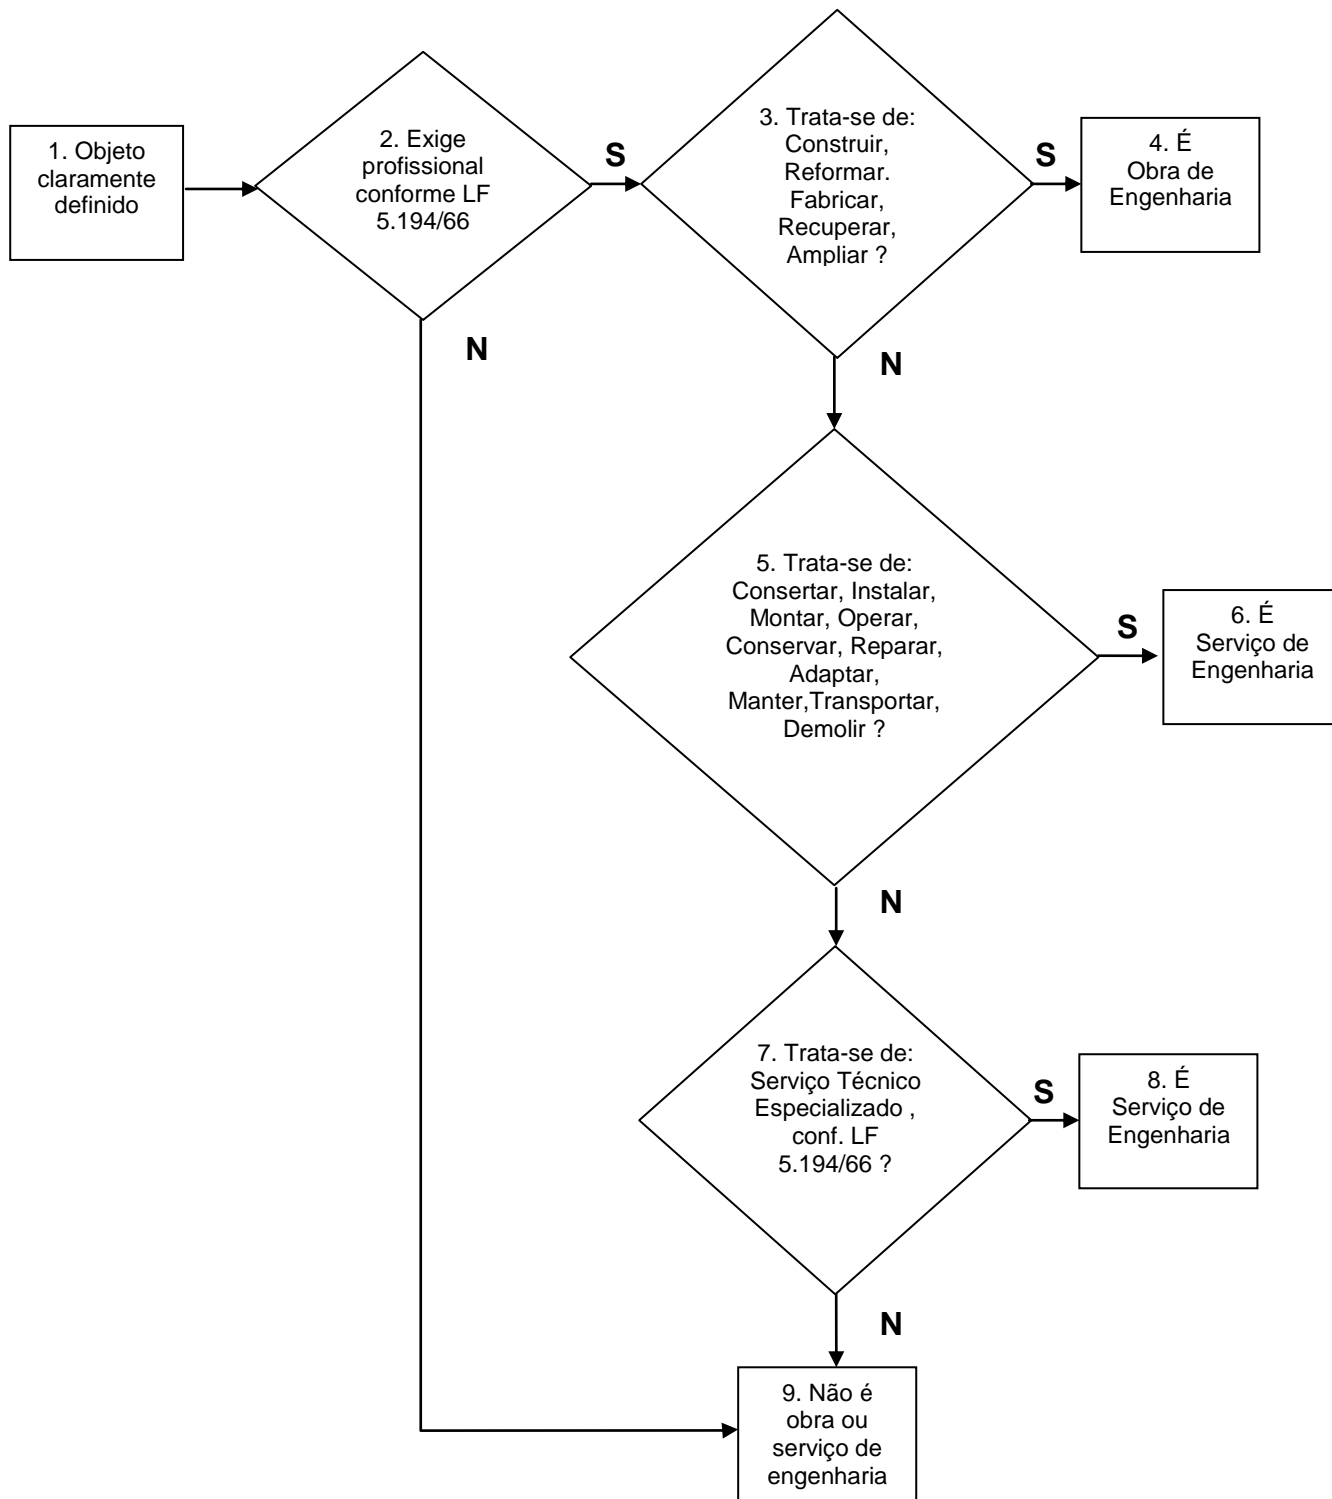 1. Objeto
claramente
definido
2. Exige
profissional
conforme LF
5.194/66
S
3. Trata-se de:
Construir,
Reformar.
Fabricar,
Recuperar,
Ampliar ?
S
4. É
Obra de
Engenharia
N
N
5. Trata-se de:
Consertar, Instalar,
Montar, Operar,
Conservar, Reparar,
Adaptar,
Manter,Transportar,
Demolir ?
S
6. É
Serviço de
Engenharia
N
7. Trata-se de:
Serviço Técnico
Especializado ,
conf. LF
5.194/66 ?
S
8. É
Serviço de
Engenharia
N
9. Não é
obra ou
serviço de
engenharia